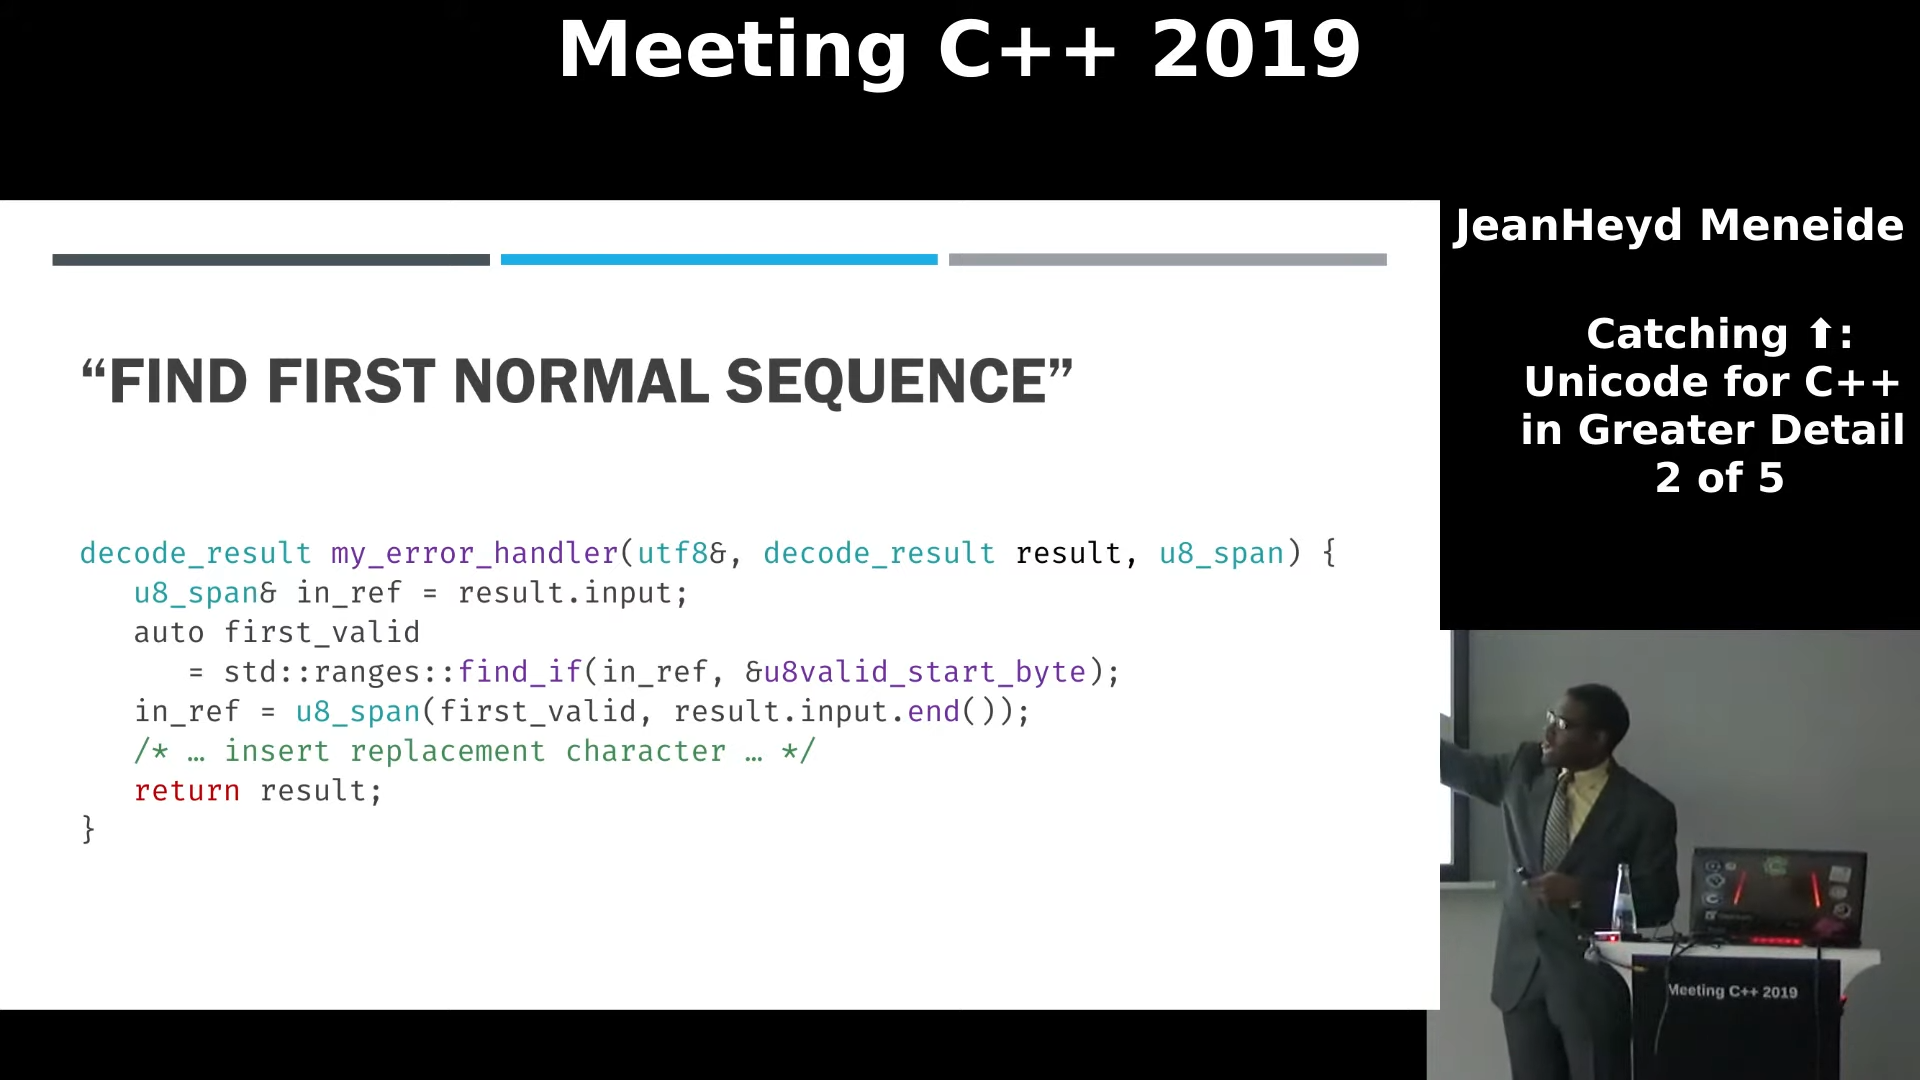 Meeting C++ 2019
JeanHeyd Meneide
Catching ⬆:
Unicode for C++
in Greater Detail
2 of 5
“FIND FIRST NORMAL SEQUENCE”
decode_result my_error_handler(utf8&, decode_result result, u8_span) {
   u8_span& in_ref = result.input;
   auto first_valid
      = std::ranges::find_if(in_ref, &u8valid_start_byte);
   in_ref = u8_span(first_valid, result.input.end());
   /* … insert replacement character … */
   return result;
}
Meeting C++ 2019